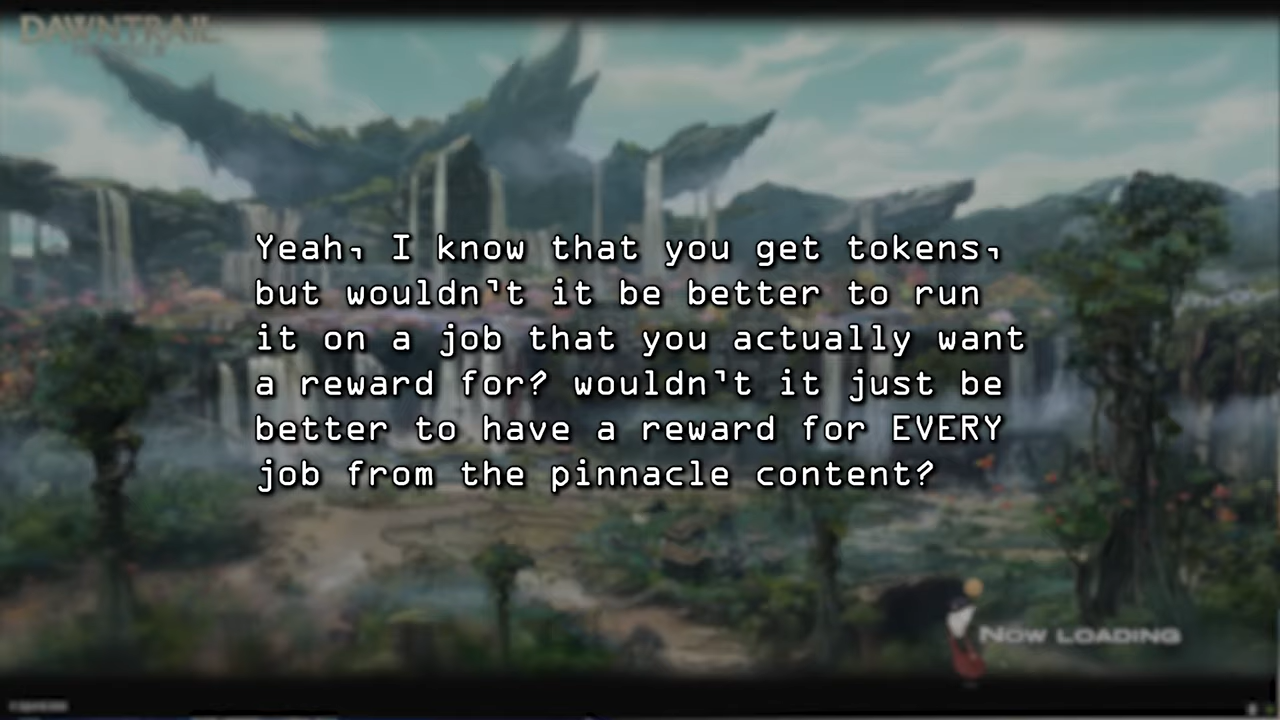 DAWNTRAIL
Yeah, I know that you get tokens,
but wouldn't it be better to run
it on a job that you actually want
a reward for? wouldn't it just be
better to have a reward for EVERY
job from the pinnacle content?
NOW LOADING